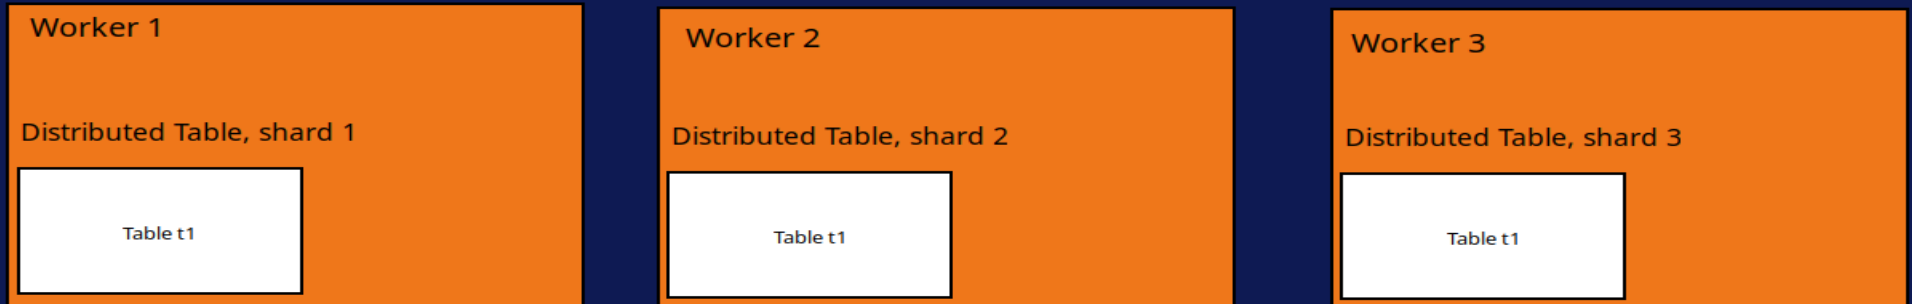 Worker 1
Distributed Table, shard 1
Table t1
Worker 2
Distributed Table, shard 2
Table t1
Worker 3
Distributed Table, shard 3
Table t1